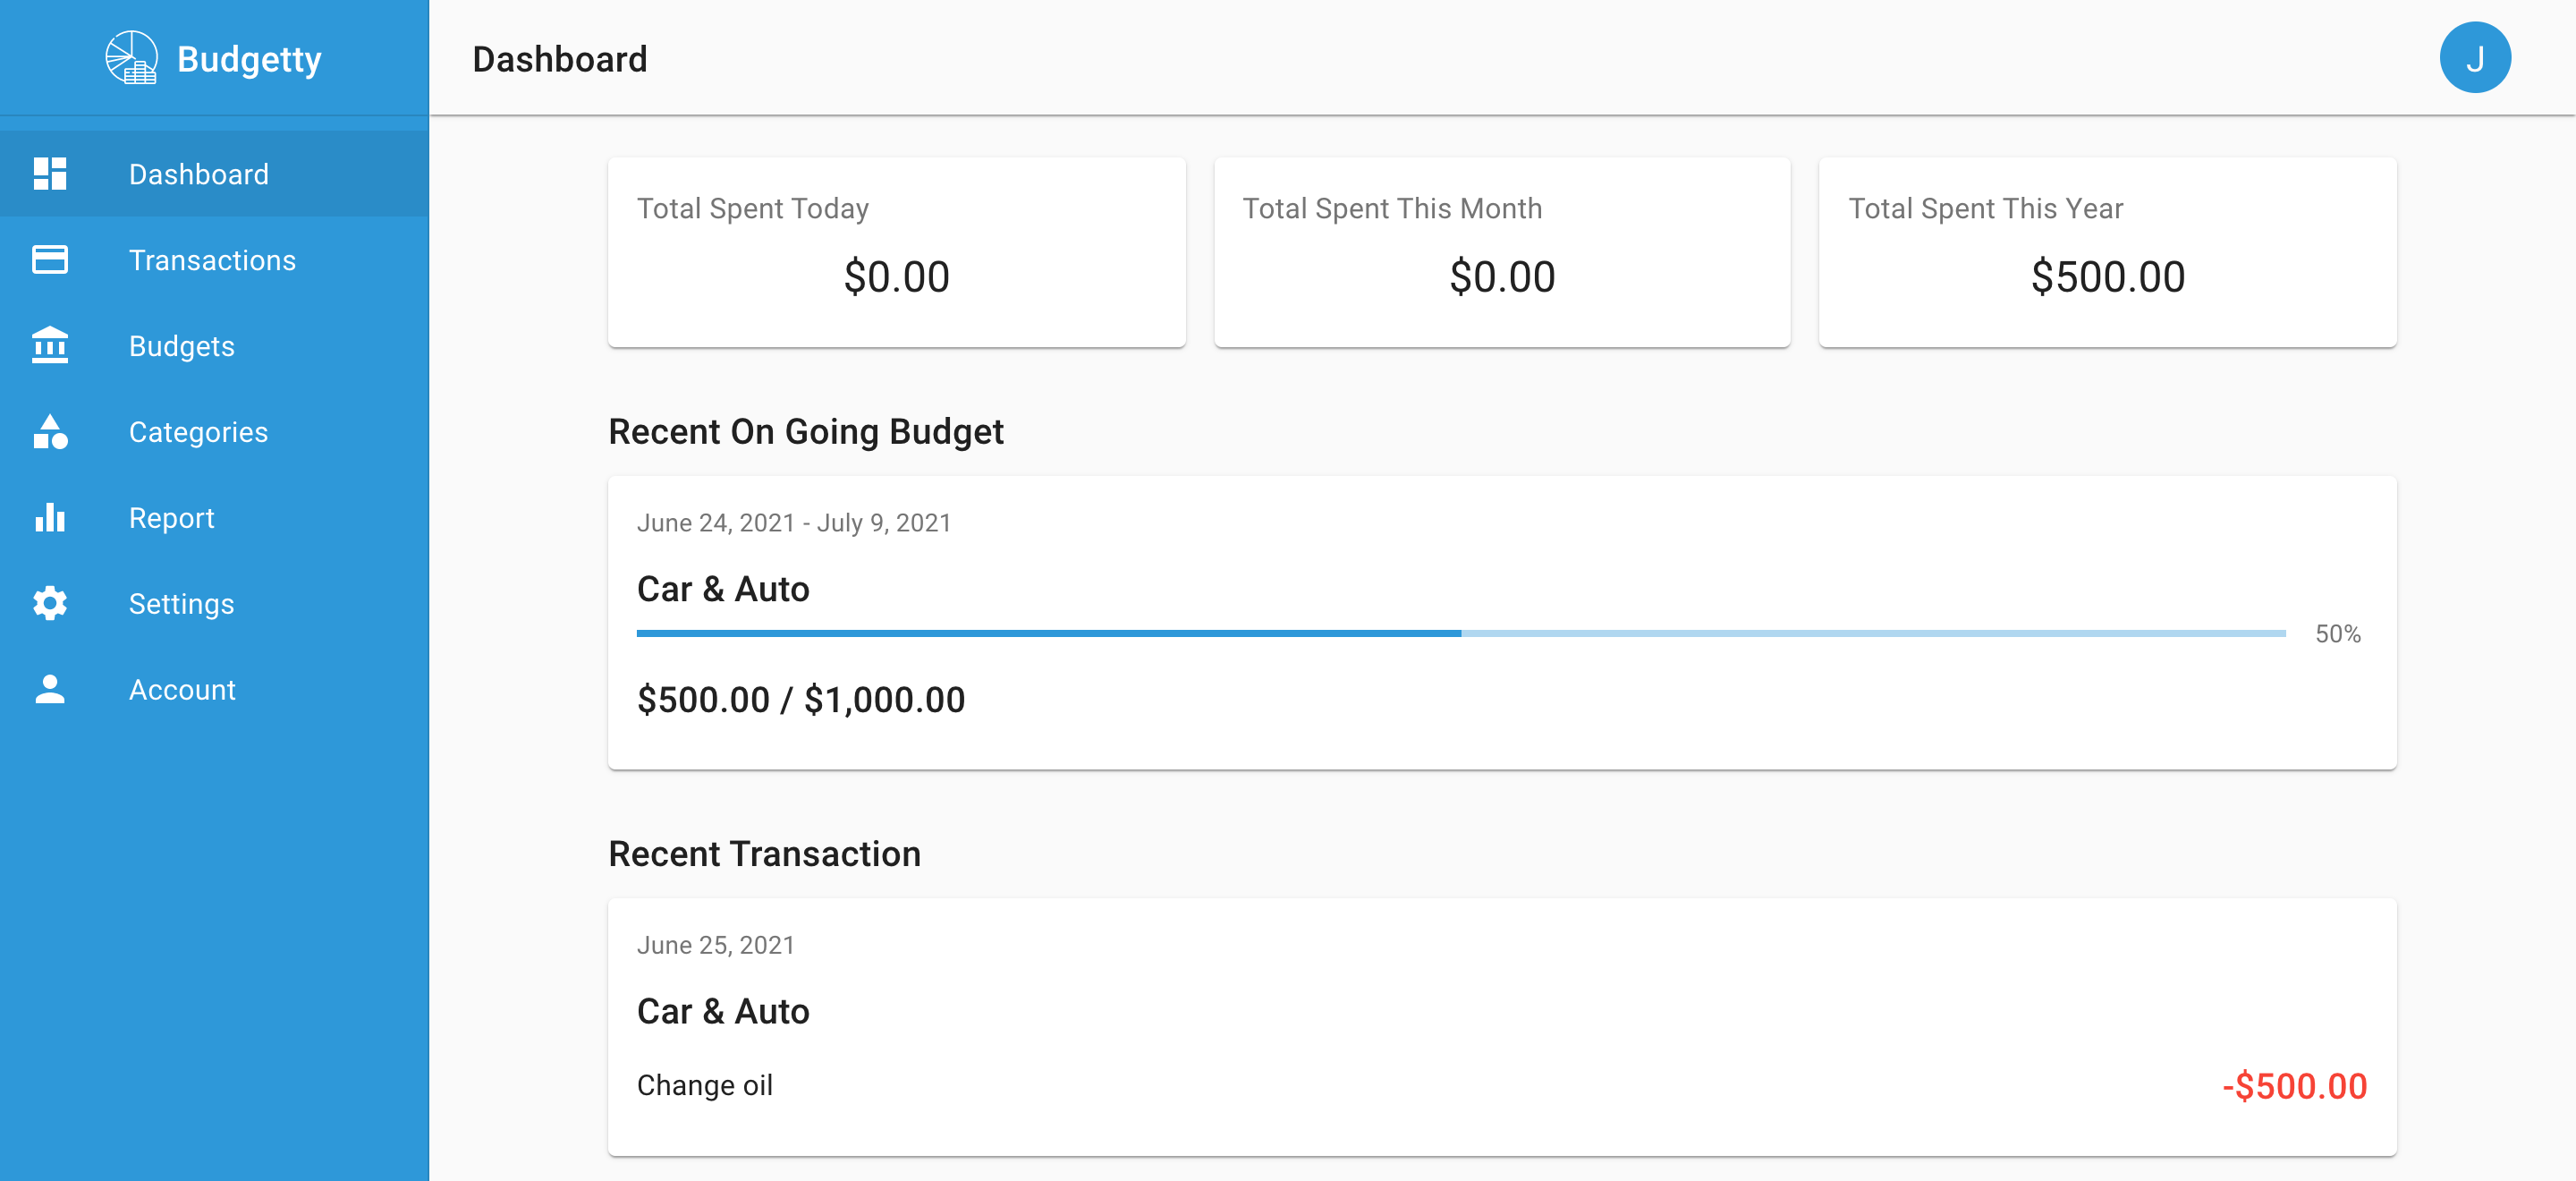 Budgetty
Dashboard
J
Dashboard
Transactions
Budgets
Categories
Report
Settings
Account
Total Spent Today
$0.00
Total Spent This Month
$0.00
Total Spent This Year
$500.00
Recent On Going Budget
June 24, 2021 - July 9, 2021
Car & Auto
50%
$500.00 / $1,000.00
Recent Transaction
June 25, 2021
Car & Auto
Change oil
-$500.00